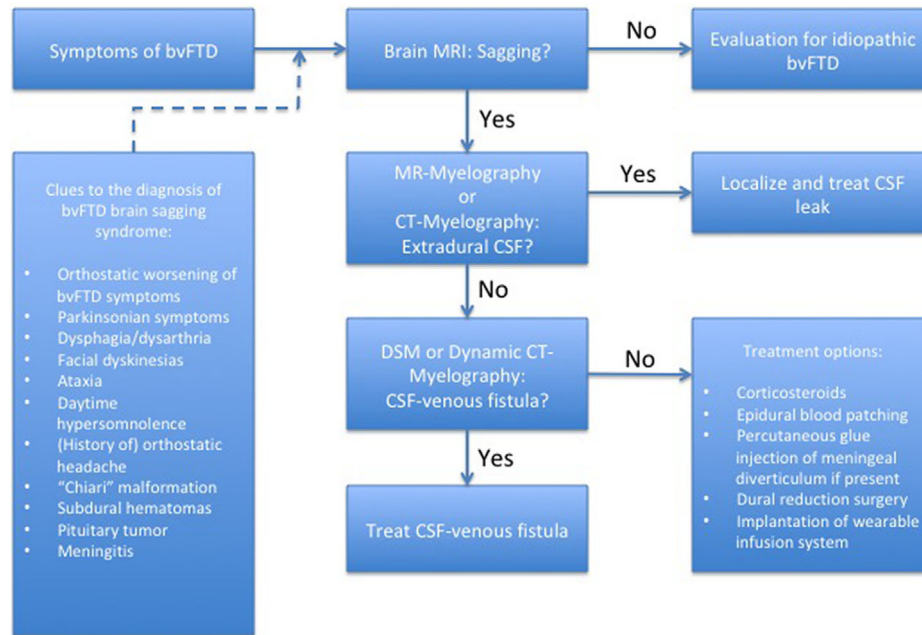 Symptoms of bvFTD
Brain MRI: Sagging?
No
Evaluation for idiopathic
bvFTD
Yes
Clues to the diagnosis of
bvFTD brain sagging
syndrome:
• Orthostatic worsening of
bvFTD symptoms
• Parkinsonian symptoms
• Dysphagia/dysarthria
• Facial dyskinesias
• Ataxia
• Daytime
hypersomnolence
• (History of) orthostatic
headache
• “Chiari” malformation
• Subdural hematomas
• Pituitary tumor
• Meningitis
MR-Myelography
or
CT-Myelography:
Extradural CSF?
Yes
Localize and treat CSF
leak
No
DSM or Dynamic CT-
Myelography:
CSF-venous fistula?
No
Treatment options:
• Corticosteroids
• Epidural blood patching
• Percutaneous glue
injection of meningeal
diverticulum if present
• Dural reduction surgery
• Implantation of wearable
infusion system
Yes
Treat CSF-venous fistula